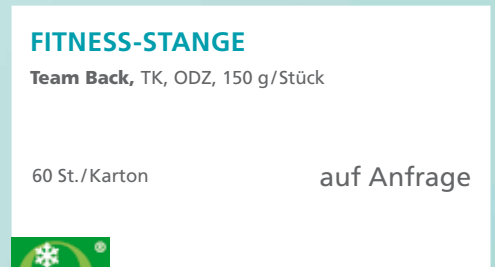 FITNESS-STANGE
Team Back, TK, ODZ, 150 g/Stück
60 St./Karton
auf Anfrage
®